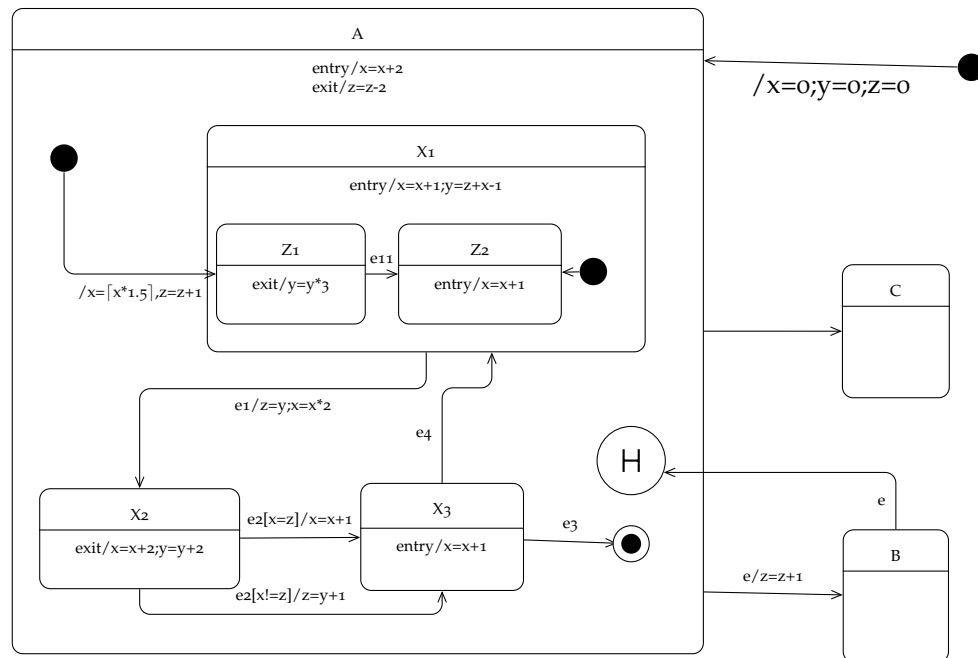 A
entry/x=x+2
exit/z=z-2
/x=0;y=0;z=0
X1
entry/x=x+1;y=z+x-1
Z1
exit/y=y*3
e11
Z2
entry/x=x+1
/x=⌈x*1.5⌉,z=z+1
C
e1/z=y;x=x*2
e4
H
e
X2
exit/x=x+2;y=y+2
e2[x=z]/x=x+1
X3
entry/x=x+1
e3
B
e/z=z+1
e2[x!=z]/z=y+1